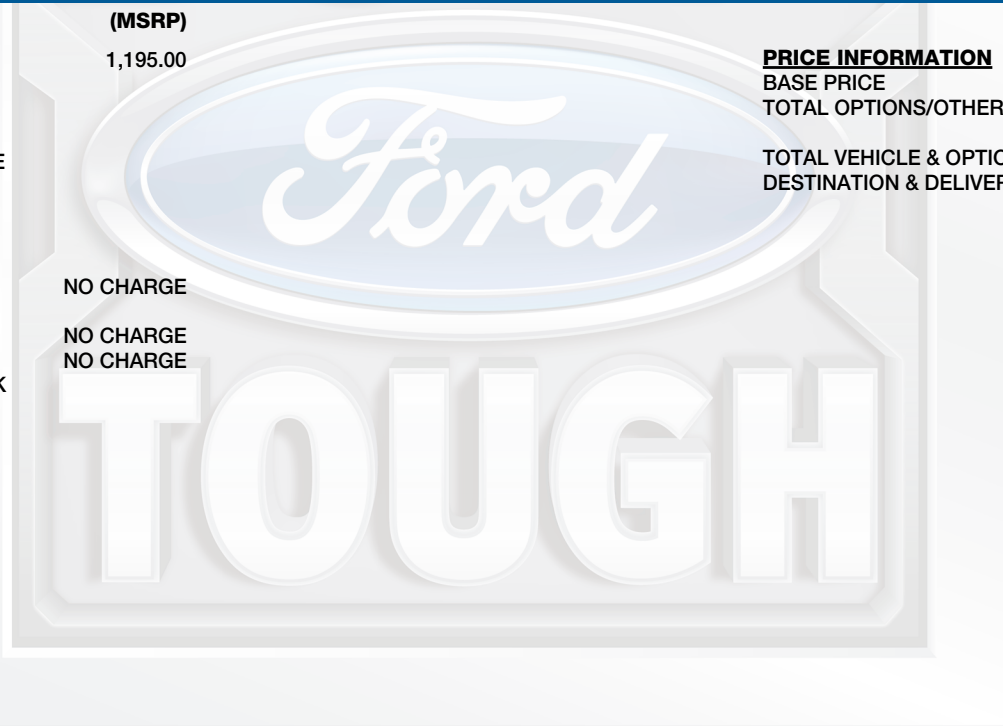 (MSRP)
1,195.00
E
NO CHARGE
NO CHARGE
NO CHARGE
K
PRICE INFORMATION
BASE PRICE
TOTAL OPTIONS/OTHER
TOTAL VEHICLE & OPTIO
DESTINATION & DELIVER
Ford
TOUGH